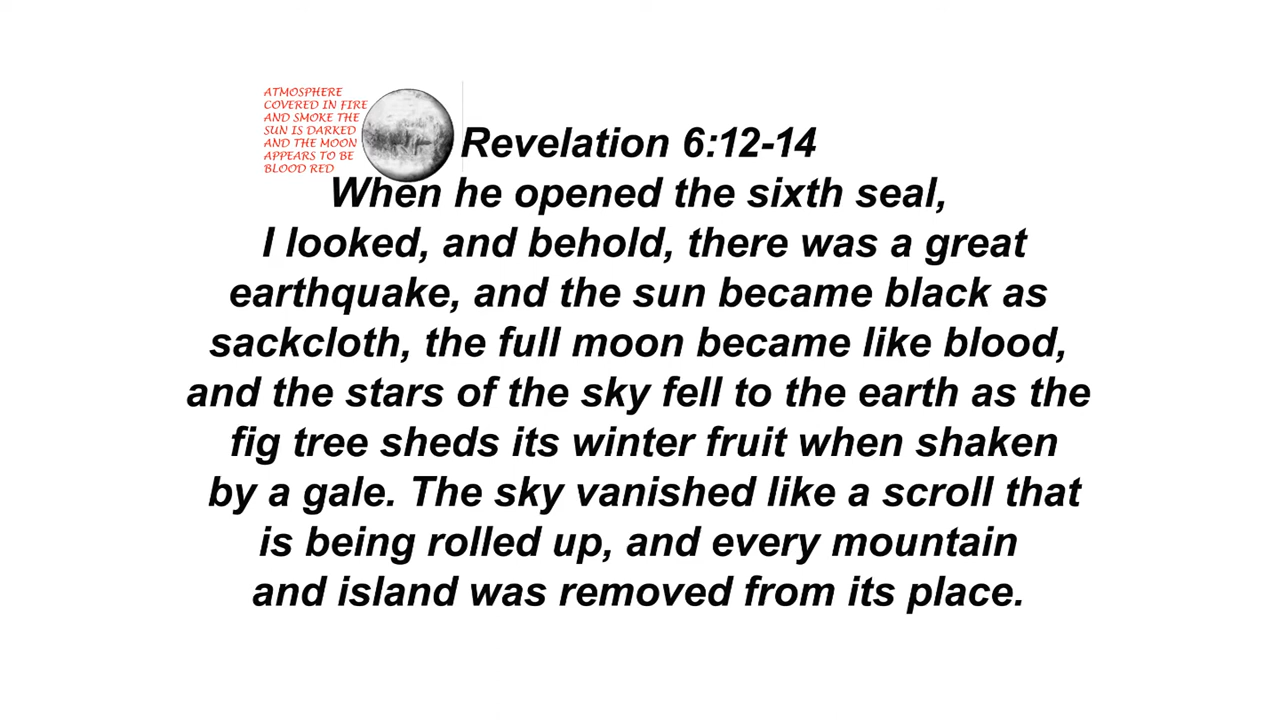 ATMOSPHERE
COVERED IN FIRE
AND SMOKE THE
SUN IS DARKED
AND THE MOON
APPEARS TO BE
BLOOD RED
Revelation 6:12-14
When he opened the sixth seal,
I looked, and behold, there was a great
earthquake, and the sun became black as
sackcloth, the full moon became like blood,
and the stars of the sky fell to the earth as the
fig tree sheds its winter fruit when shaken
by a gale. The sky vanished like a scroll that
is being rolled up, and every mountain
and island was removed from its place.